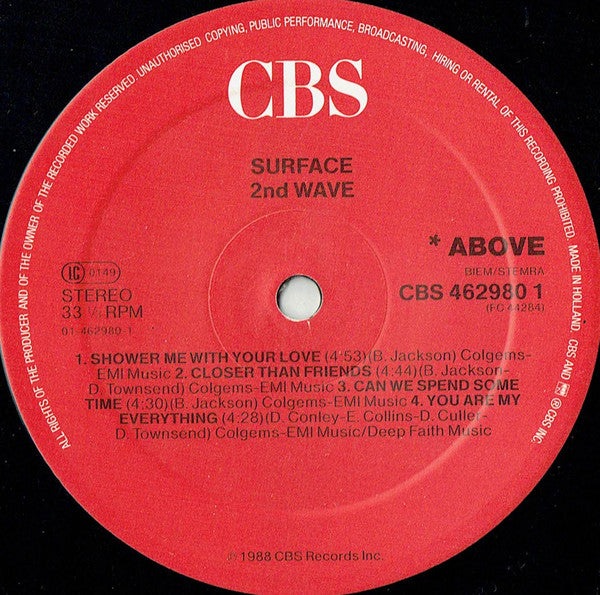 ALL RIGHTS OF THE PRODUCER AND OF THE OWNER OF THE RECORDED WORK RESERVED. UNAUTHORISED COPYING, PUBLIC PERFORMANCE, BROADCASTING, HIRING OR RENTAL OF THIS RECORDING PROHIBITED. MADE IN HOLLAND. CBS AND ℗ CBS INC.
CBS
SURFACE
2nd WAVE
* ABOVE
BIEM/STEMRA
CBS 462980 1
(FC 44284)
LC 0149
STEREO
33 ⅓ RPM
01-462980-1
1. SHOWER ME WITH YOUR LOVE (4:53)(B. Jackson) Colgems-
EMI Music 2. CLOSER THAN FRIENDS (4:44)(B. Jackson-
D. Townsend) Colgems-EMI Music 3. CAN WE SPEND SOME
TIME (4:30)(B. Jackson) Colgems-EMI Music 4. YOU ARE MY
EVERYTHING (4:28)(D. Conley-E. Collins-D. Culler-
D. Townsend) Colgems-EMI Music/Deep Faith Music
℗ 1988 CBS Records Inc.